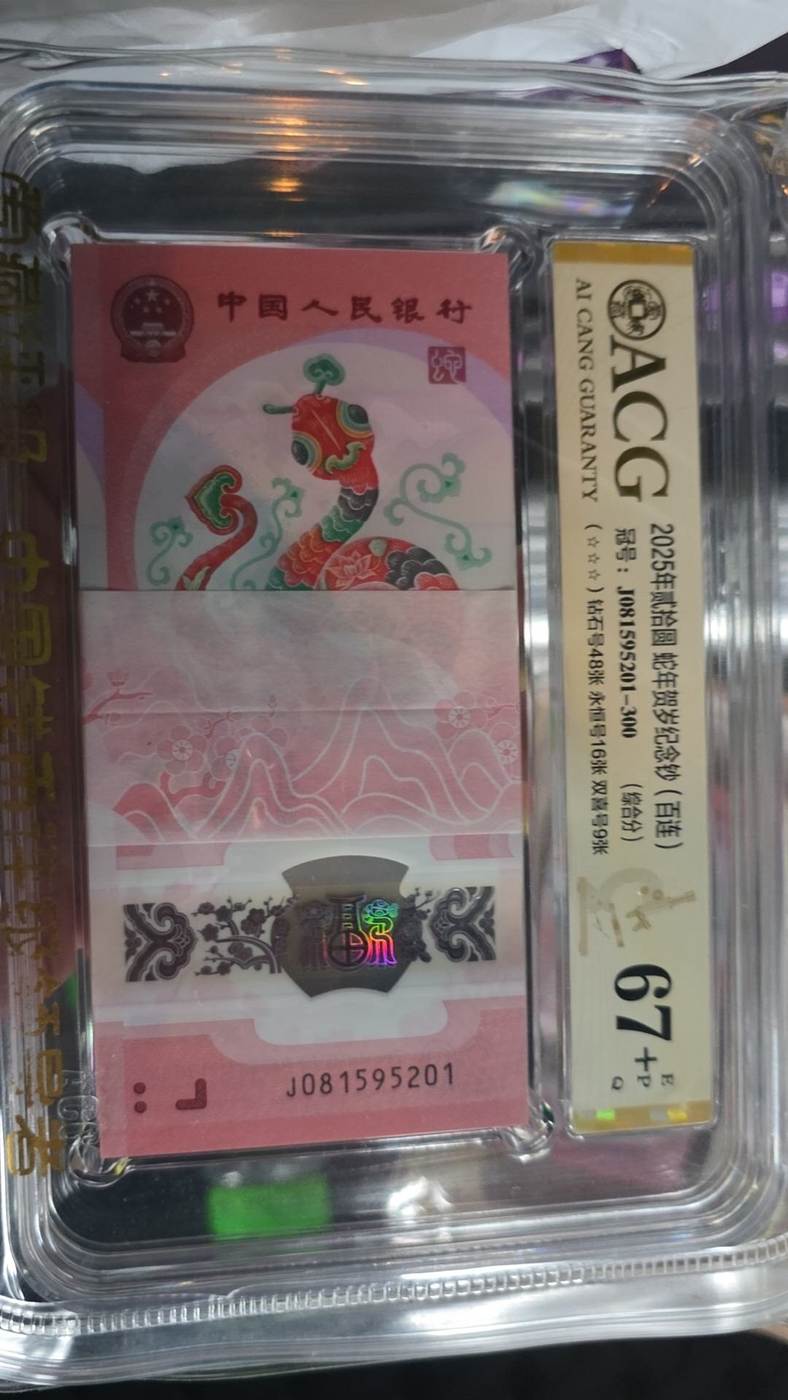 中国人民银行
J081595201
ACG
AI CANG GUARANTY
2025年贰拾圆 蛇年贺岁纪念钞（百连）
冠号：J081595201-300 （综合分）
（☆☆☆）钻石号48张 永恒号16张 双喜号9张
67+
E
P
Q